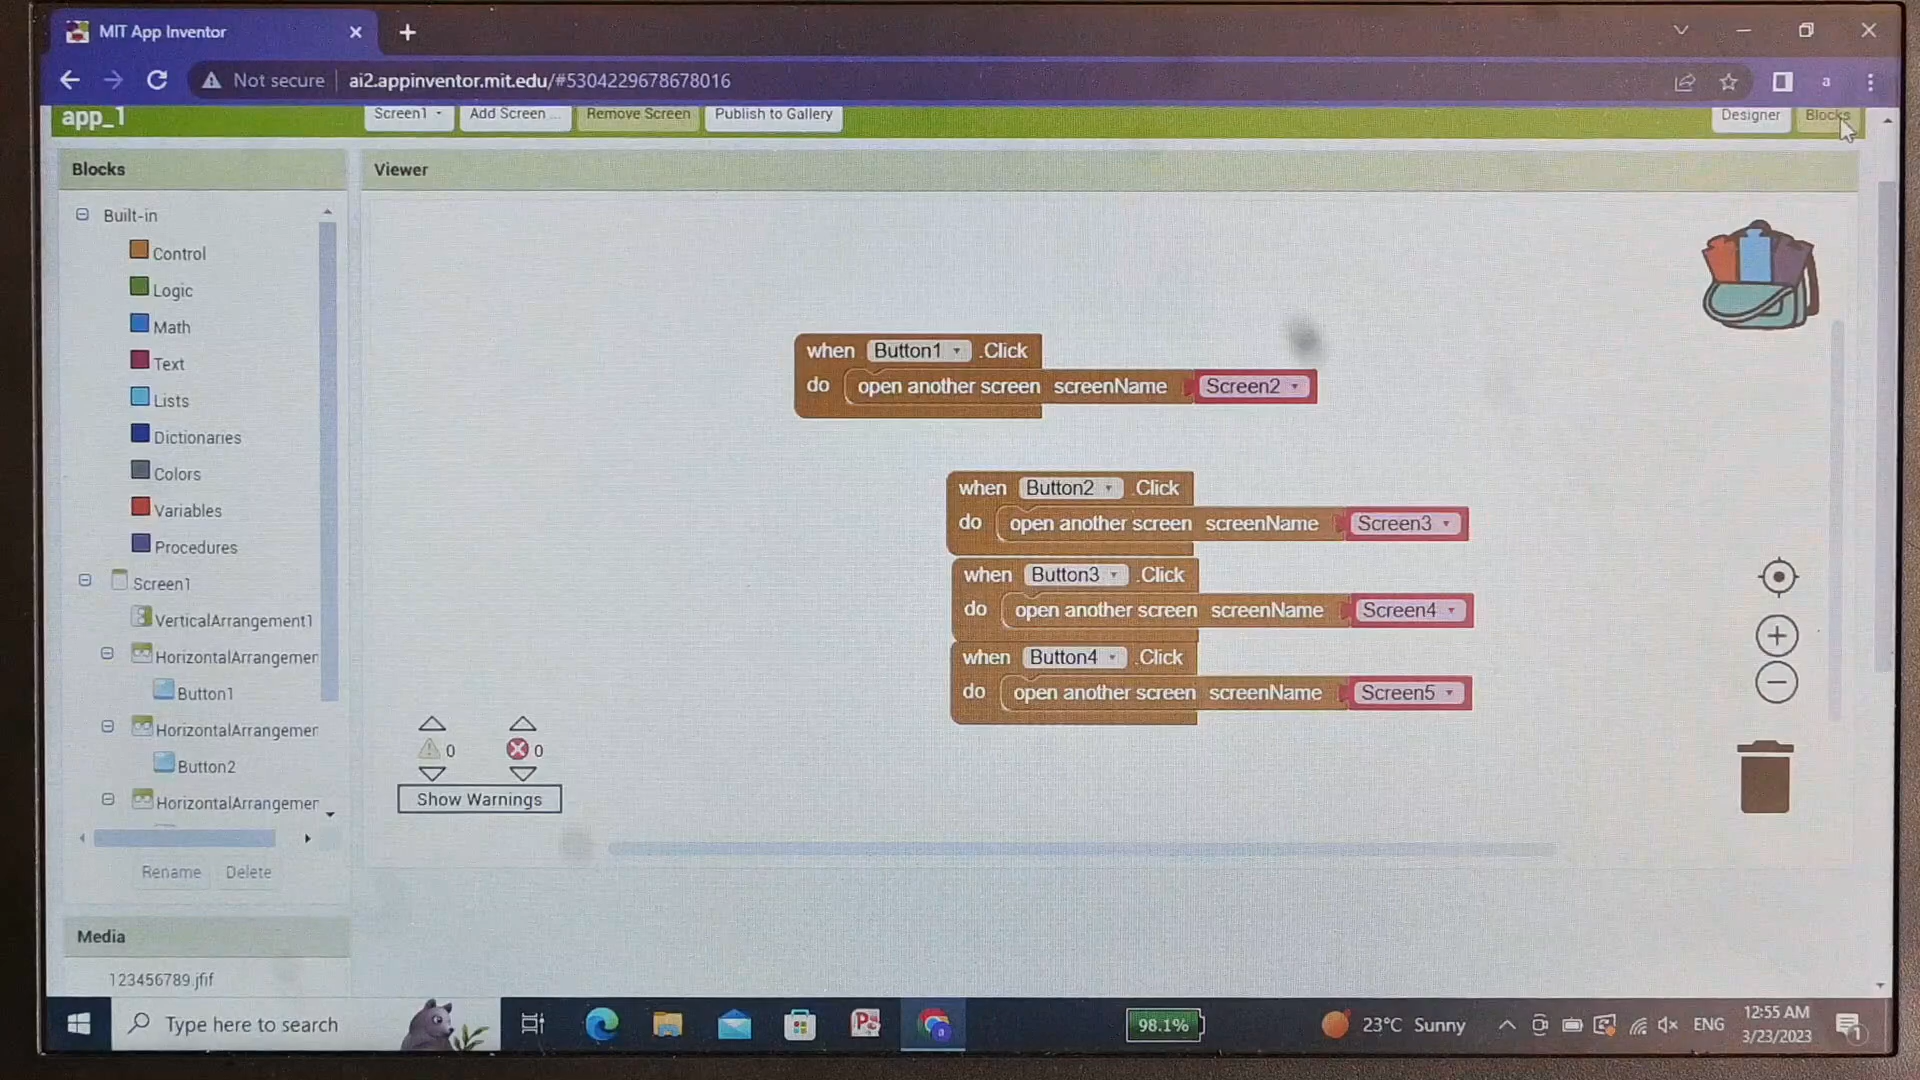 MIT App Inventor
Not secure
ai2.appinventor.mit.edu/#5304229678678016
a
app_1
Screen1
Add Screen ...
Remove Screen
Publish to Gallery
Designer
Blocks
Blocks
Viewer
Built-in
Control
Logic
Math
Text
Lists
Dictionaries
Colors
Variables
Procedures
Screen1
VerticalArrangement1
HorizontalArrangemen
Button1
HorizontalArrangemen
Button2
HorizontalArrangemen
Rename
Delete
Media
123456789.jfif
when Button1 .Click
do open another screen screenName Screen2
when Button2 .Click
do open another screen screenName Screen3
when Button3 .Click
do open another screen screenName Screen4
when Button4 .Click
do open another screen screenName Screen5
0
0
Show Warnings
Type here to search
98.1%
23°C Sunny
ENG
12:55 AM
3/23/2023
1